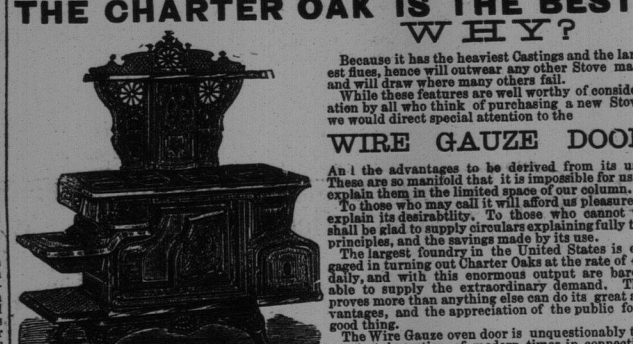 THE CHARTER OAK IS THE BEST
WHY?
Because it has the heaviest Castings and the lar
est flues, hence will outwear any other Stove ma
and will draw where many others fail.
While these features are well worthy of conside
ation by all who think of purchasing a new Stov
we would direct special attention to the
WIRE GAUZE DOO
An i the advantages to be derived from its u
These are so manifold that it is impossible for us
explain them in the limited space of our column.
To those who may call it will afford us pleasure
explain its desirabtlity. To those who cannot
shall be glad to supply circulars explaining fully t
principles, and the savings made by its use.
The largest foundry in the United States is
gaged in turning out Charter Oaks at the rate of
daily, and with this enormous output are bar
able to supply the extraordinary demand. T
proves more than anything else can do its great
vantages, and the appreciation of the public fo
good thing.
The Wire Gauze oven door is unquestionably